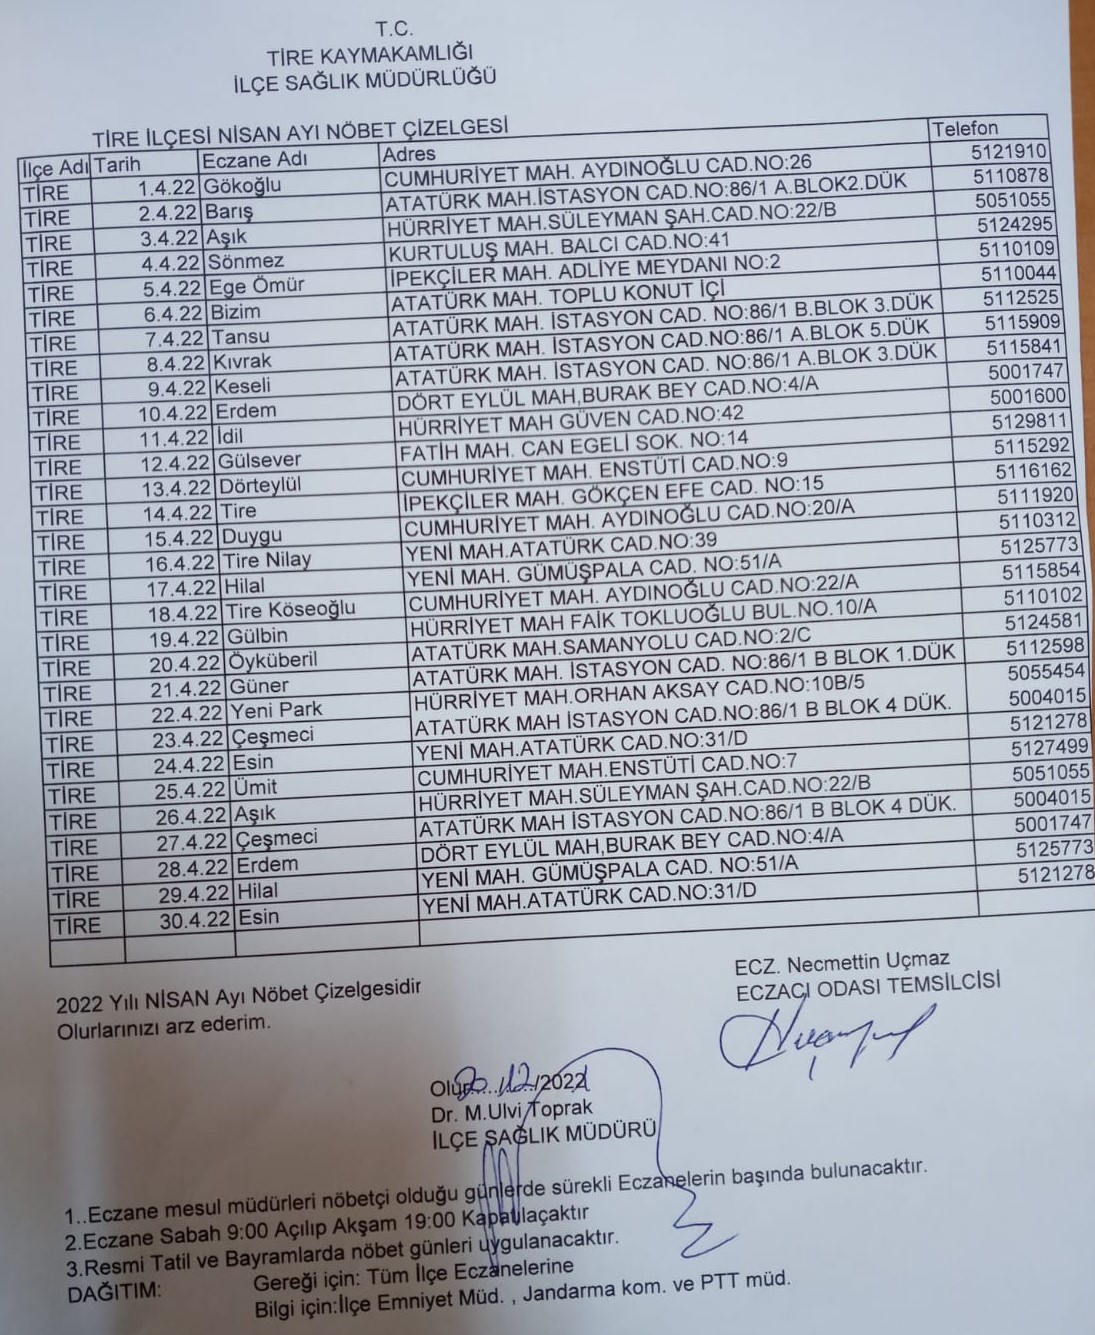 T.C.
TİRE KAYMAKAMLIĞI
İLÇE SAĞLIK MÜDÜRLÜĞÜ
TİRE İLÇESİ NİSAN AYI NÖBET ÇİZELGESİ
İlçe Adı Tarih Eczane Adı Adres Telefon
TİRE 1.4.22 Gökoğlu CUMHURİYET MAH. AYDINOĞLU CAD.NO:26 5121910
TİRE 2.4.22 Barış ATATÜRK MAH.İSTASYON CAD.NO:86/1 A.BLOK2.DÜK 5110878
TİRE 3.4.22 Aşık HÜRRİYET MAH.SÜLEYMAN ŞAH.CAD.NO:22/B 5051055
TİRE 4.4.22 Sönmez KURTULUŞ MAH. BALCI CAD.NO:41 5124295
TİRE 5.4.22 Ege Ömür İPEKÇİLER MAH. ADLİYE MEYDANI NO:2 5110109
TİRE 6.4.22 Bizim ATATÜRK MAH. TOPLU KONUT İÇİ 5110044
TİRE 7.4.22 Tansu ATATÜRK MAH. İSTASYON CAD. NO:86/1 B.BLOK 3.DÜK 5112525
TİRE 8.4.22 Kıvrak ATATÜRK MAH. İSTASYON CAD. NO:86/1 A.BLOK 5.DÜK 5115909
TİRE 9.4.22 Keseli ATATÜRK MAH. İSTASYON CAD. NO:86/1 A.BLOK 3.DÜK 5115841
TİRE 10.4.22 Erdem DÖRT EYLÜL MAH,BURAK BEY CAD.NO:4/A 5001747
TİRE 11.4.22 İdil HÜRRİYET MAH GÜVEN CAD.NO:42 5001600
TİRE 12.4.22 Gülsever FATİH MAH. CAN EGELİ SOK. NO:14 5129811
TİRE 13.4.22 Dörteylül CUMHURİYET MAH. ENSTÜTİ CAD.NO:9 5115292
TİRE 14.4.22 Tire İPEKÇİLER MAH. GÖKÇEN EFE CAD. NO:15 5116162
TİRE 15.4.22 Duygu CUMHURİYET MAH. AYDINOĞLU CAD.NO:20/A 5111920
TİRE 16.4.22 Tire Nilay YENİ MAH.ATATÜRK CAD.NO:39 5110312
TİRE 17.4.22 Hilal YENİ MAH. GÜMÜŞPALA CAD. NO:51/A 5125773
TİRE 18.4.22 Tire Köseoğlu CUMHURİYET MAH. AYDINOĞLU CAD.NO:22/A 5115854
TİRE 19.4.22 Gülbin HÜRRİYET MAH FAİK TOKLUOĞLU BUL.NO.10/A 5110102
TİRE 20.4.22 Öyküberil ATATÜRK MAH.SAMANYOLU CAD.NO:2/C 5124581
TİRE 21.4.22 Güner ATATÜRK MAH. İSTASYON CAD. NO:86/1 B BLOK 1.DÜK 5112598
TİRE 22.4.22 Yeni Park HÜRRİYET MAH.ORHAN AKSAY CAD.NO:10B/5 5055454
TİRE 23.4.22 Çeşmeci ATATÜRK MAH İSTASYON CAD.NO:86/1 B BLOK 4 DÜK. 5004015
TİRE 24.4.22 Esin YENİ MAH.ATATÜRK CAD.NO:31/D 5121278
TİRE 25.4.22 Ümit CUMHURİYET MAH.ENSTÜTİ CAD.NO:7 5127499
TİRE 26.4.22 Aşık HÜRRİYET MAH.SÜLEYMAN ŞAH.CAD.NO:22/B 5051055
TİRE 27.4.22 Çeşmeci ATATÜRK MAH İSTASYON CAD.NO:86/1 B BLOK 4 DÜK. 5004015
TİRE 28.4.22 Erdem DÖRT EYLÜL MAH,BURAK BEY CAD.NO:4/A 5001747
TİRE 29.4.22 Hilal YENİ MAH. GÜMÜŞPALA CAD. NO:51/A 5125773
TİRE 30.4.22 Esin YENİ MAH.ATATÜRK CAD.NO:31/D 5121278
ECZ. Necmettin Uçmaz
ECZACI ODASI TEMSİLCİSİ
2022 Yılı NİSAN Ayı Nöbet Çizelgesidir
Olurlarınızı arz ederim.
Olur 20/12/2022
Dr. M.Ulvi Toprak
İLÇE SAĞLIK MÜDÜRÜ
1..Eczane mesul müdürleri nöbetçi olduğu günlerde sürekli Eczanelerin başında bulunacaktır.
2.Eczane Sabah 9:00 Açılıp Akşam 19:00 Kapatılaçaktır
3.Resmi Tatil ve Bayramlarda nöbet günleri uygulanacaktır.
DAĞITIM: Gereği için: Tüm İlçe Eczanelerine
Bilgi için:İlçe Emniyet Müd. , Jandarma kom. ve PTT müd.